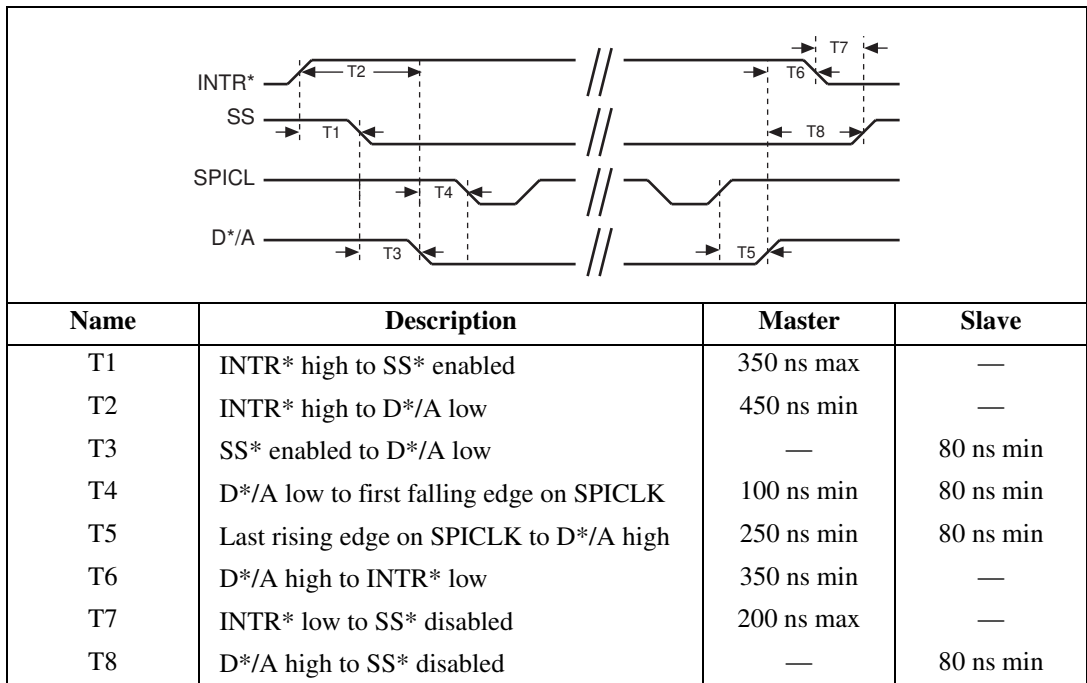 T7
INTR*
T2
T6
SS
T1
T8
SPICL
T4
D*/A
T3
T5
Name Description Master Slave
T1 INTR* high to SS* enabled 350 ns max —
T2 INTR* high to D*/A low 450 ns min —
T3 SS* enabled to D*/A low — 80 ns min
T4 D*/A low to first falling edge on SPICLK 100 ns min 80 ns min
T5 Last rising edge on SPICLK to D*/A high 250 ns min 80 ns min
T6 D*/A high to INTR* low 350 ns min —
T7 INTR* low to SS* disabled 200 ns max —
T8 D*/A high to SS* disabled — 80 ns min